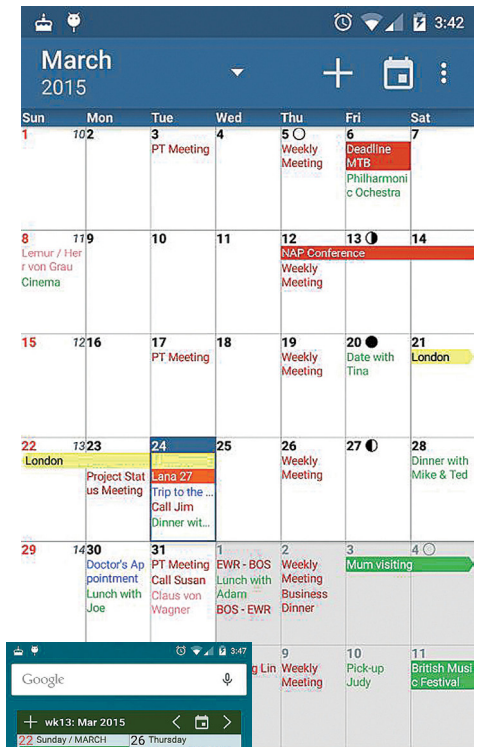 3:42
March
2015
Sun Mon Tue Wed Thu Fri Sat
1 10 2 3 4 5 6 7
PT Meeting
Weekly
Meeting
Deadline
MTB
Philharmoni
c Ochestra
8 11 9 10 11 12 13 14
NAP Conference
Lemur / Her
r von Grau
Cinema
Weekly
Meeting
15 12 16 17 18 19 20 21
PT Meeting
Weekly
Meeting
Date with
Tina
London
22 13 23 24 25 26 27 28
London
Project Stat
us Meeting
Lana 27
Trip to the ...
Call Jim
Dinner wit...
Weekly
Meeting
Dinner with
Mike & Ted
29 14 30 31 1 2 3 4
Doctor's Ap
pointment
Lunch with
Joe
PT Meeting
Call Susan
Claus von
Wagner
EWR - BOS
Lunch with
Adam
BOS - EWR
Weekly
Meeting
Business
Dinner
Mum visiting
9 10 11
g Lin
Weekly
Meeting
Pick-up
Judy
British Musi
c Festival
3:47
Google
wk13: Mar 2015
22 Sunday / MARCH 26 Thursday